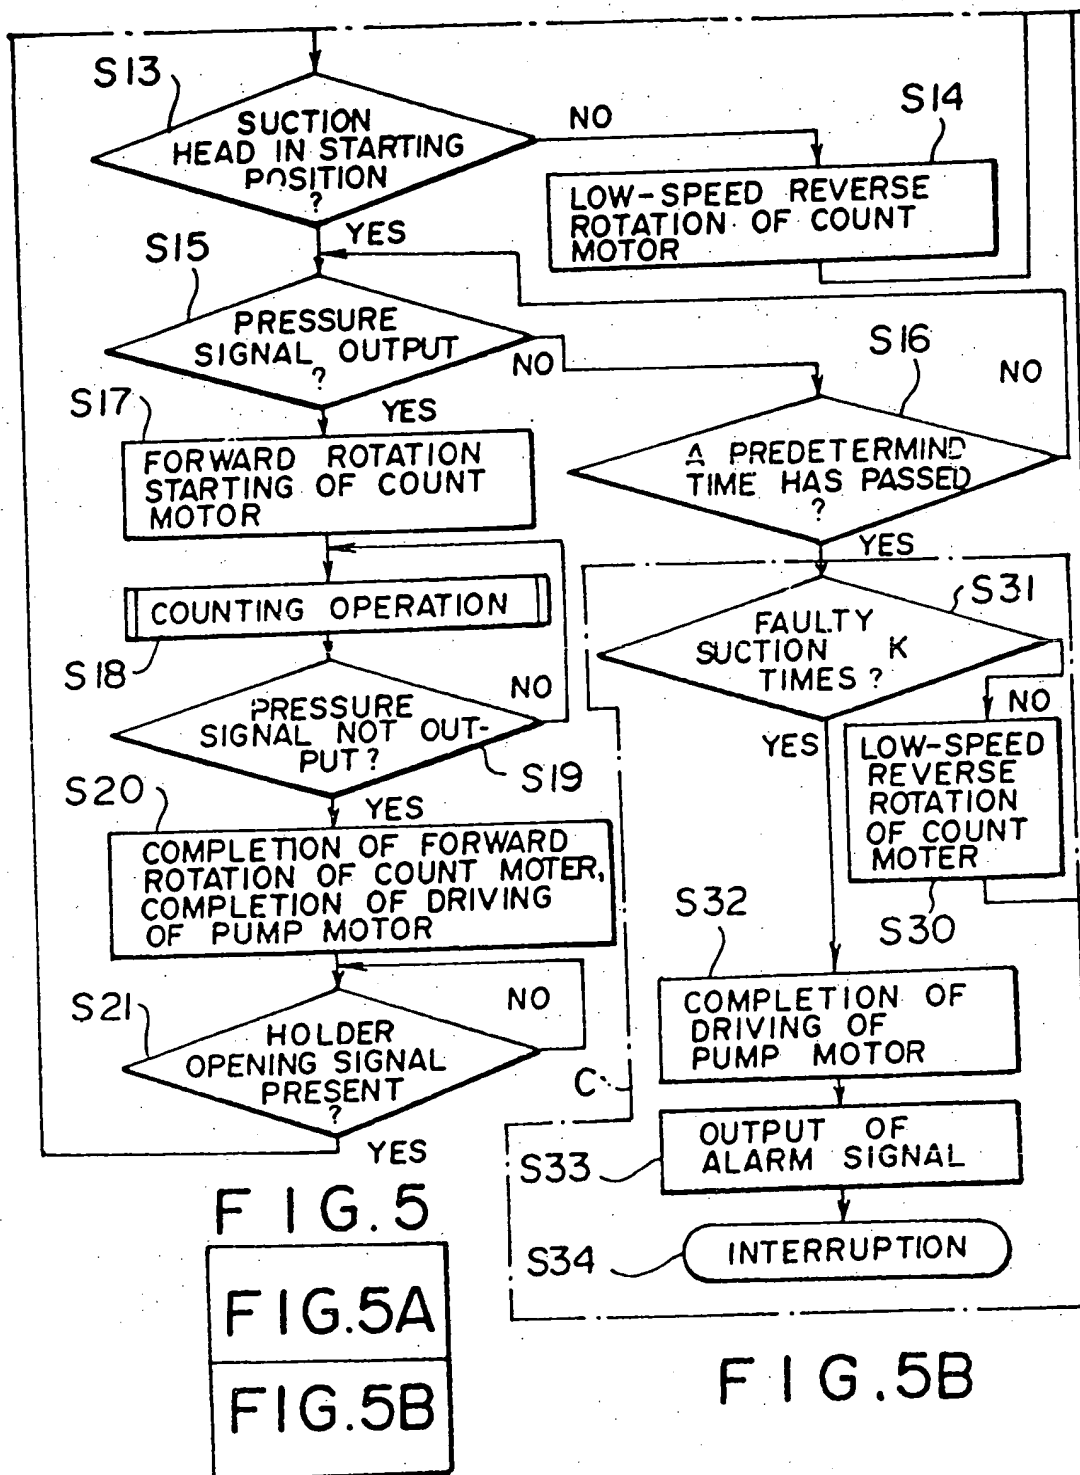 S13
SUCTION
HEAD IN STARTING
POSITION
?
NO
YES
S14
LOW-SPEED REVERSE
ROTATION OF COUNT
MOTOR
S15
PRESSURE
SIGNAL OUTPUT
?
NO
YES
S16
NO
A PREDETERMIND
TIME HAS PASSED
?
YES
S17
FORWARD ROTATION
STARTING OF COUNT
MOTOR
COUNTING OPERATION
S18
PRESSURE
SIGNAL NOT OUT-
PUT?
NO
S19
YES
S31
FAULTY
SUCTION K
TIMES?
NO
YES
LOW-SPEED
REVERSE
ROTATION
OF COUNT
MOTER
S30
S20
COMPLETION OF FORWARD
ROTATION OF COUNT MOTER,
COMPLETION OF DRIVING
OF PUMP MOTOR
S21
HOLDER
OPENING SIGNAL
PRESENT
?
NO
YES
S32
COMPLETION OF
DRIVING OF
PUMP MOTOR
C
S33
OUTPUT OF
ALARM SIGNAL
S34
INTERRUPTION
FIG.5
FIG.5A
FIG.5B
FIG.5B